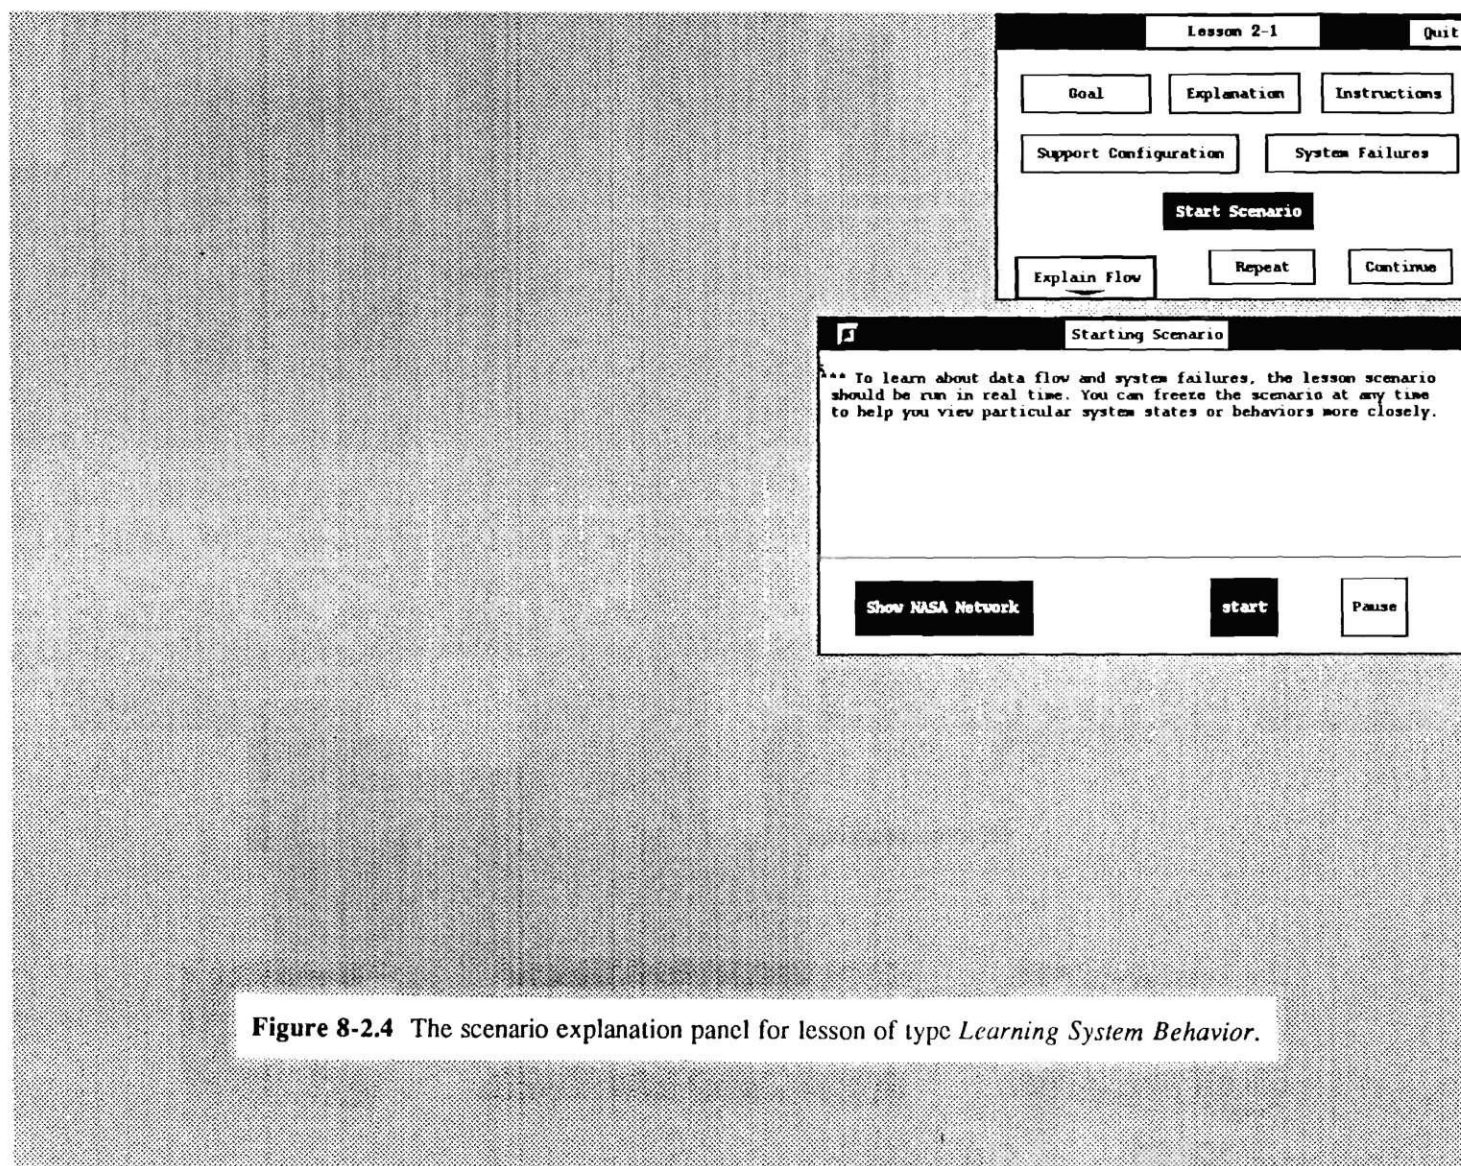 Lesson 2-1
Quit
Goal Explanation Instructions
Support Configuration System Failures
Start Scenario
Explain Flow Repeat Continue
Starting Scenario
*** To learn about data flow and system failures, the lesson scenario
should be run in real time. You can freeze the scenario at any time
to help you view particular system states or behaviors more closely.
Show NASA Network start Pause
Figure 8-2.4 The scenario explanation panel for lesson of type Learning System Behavior.